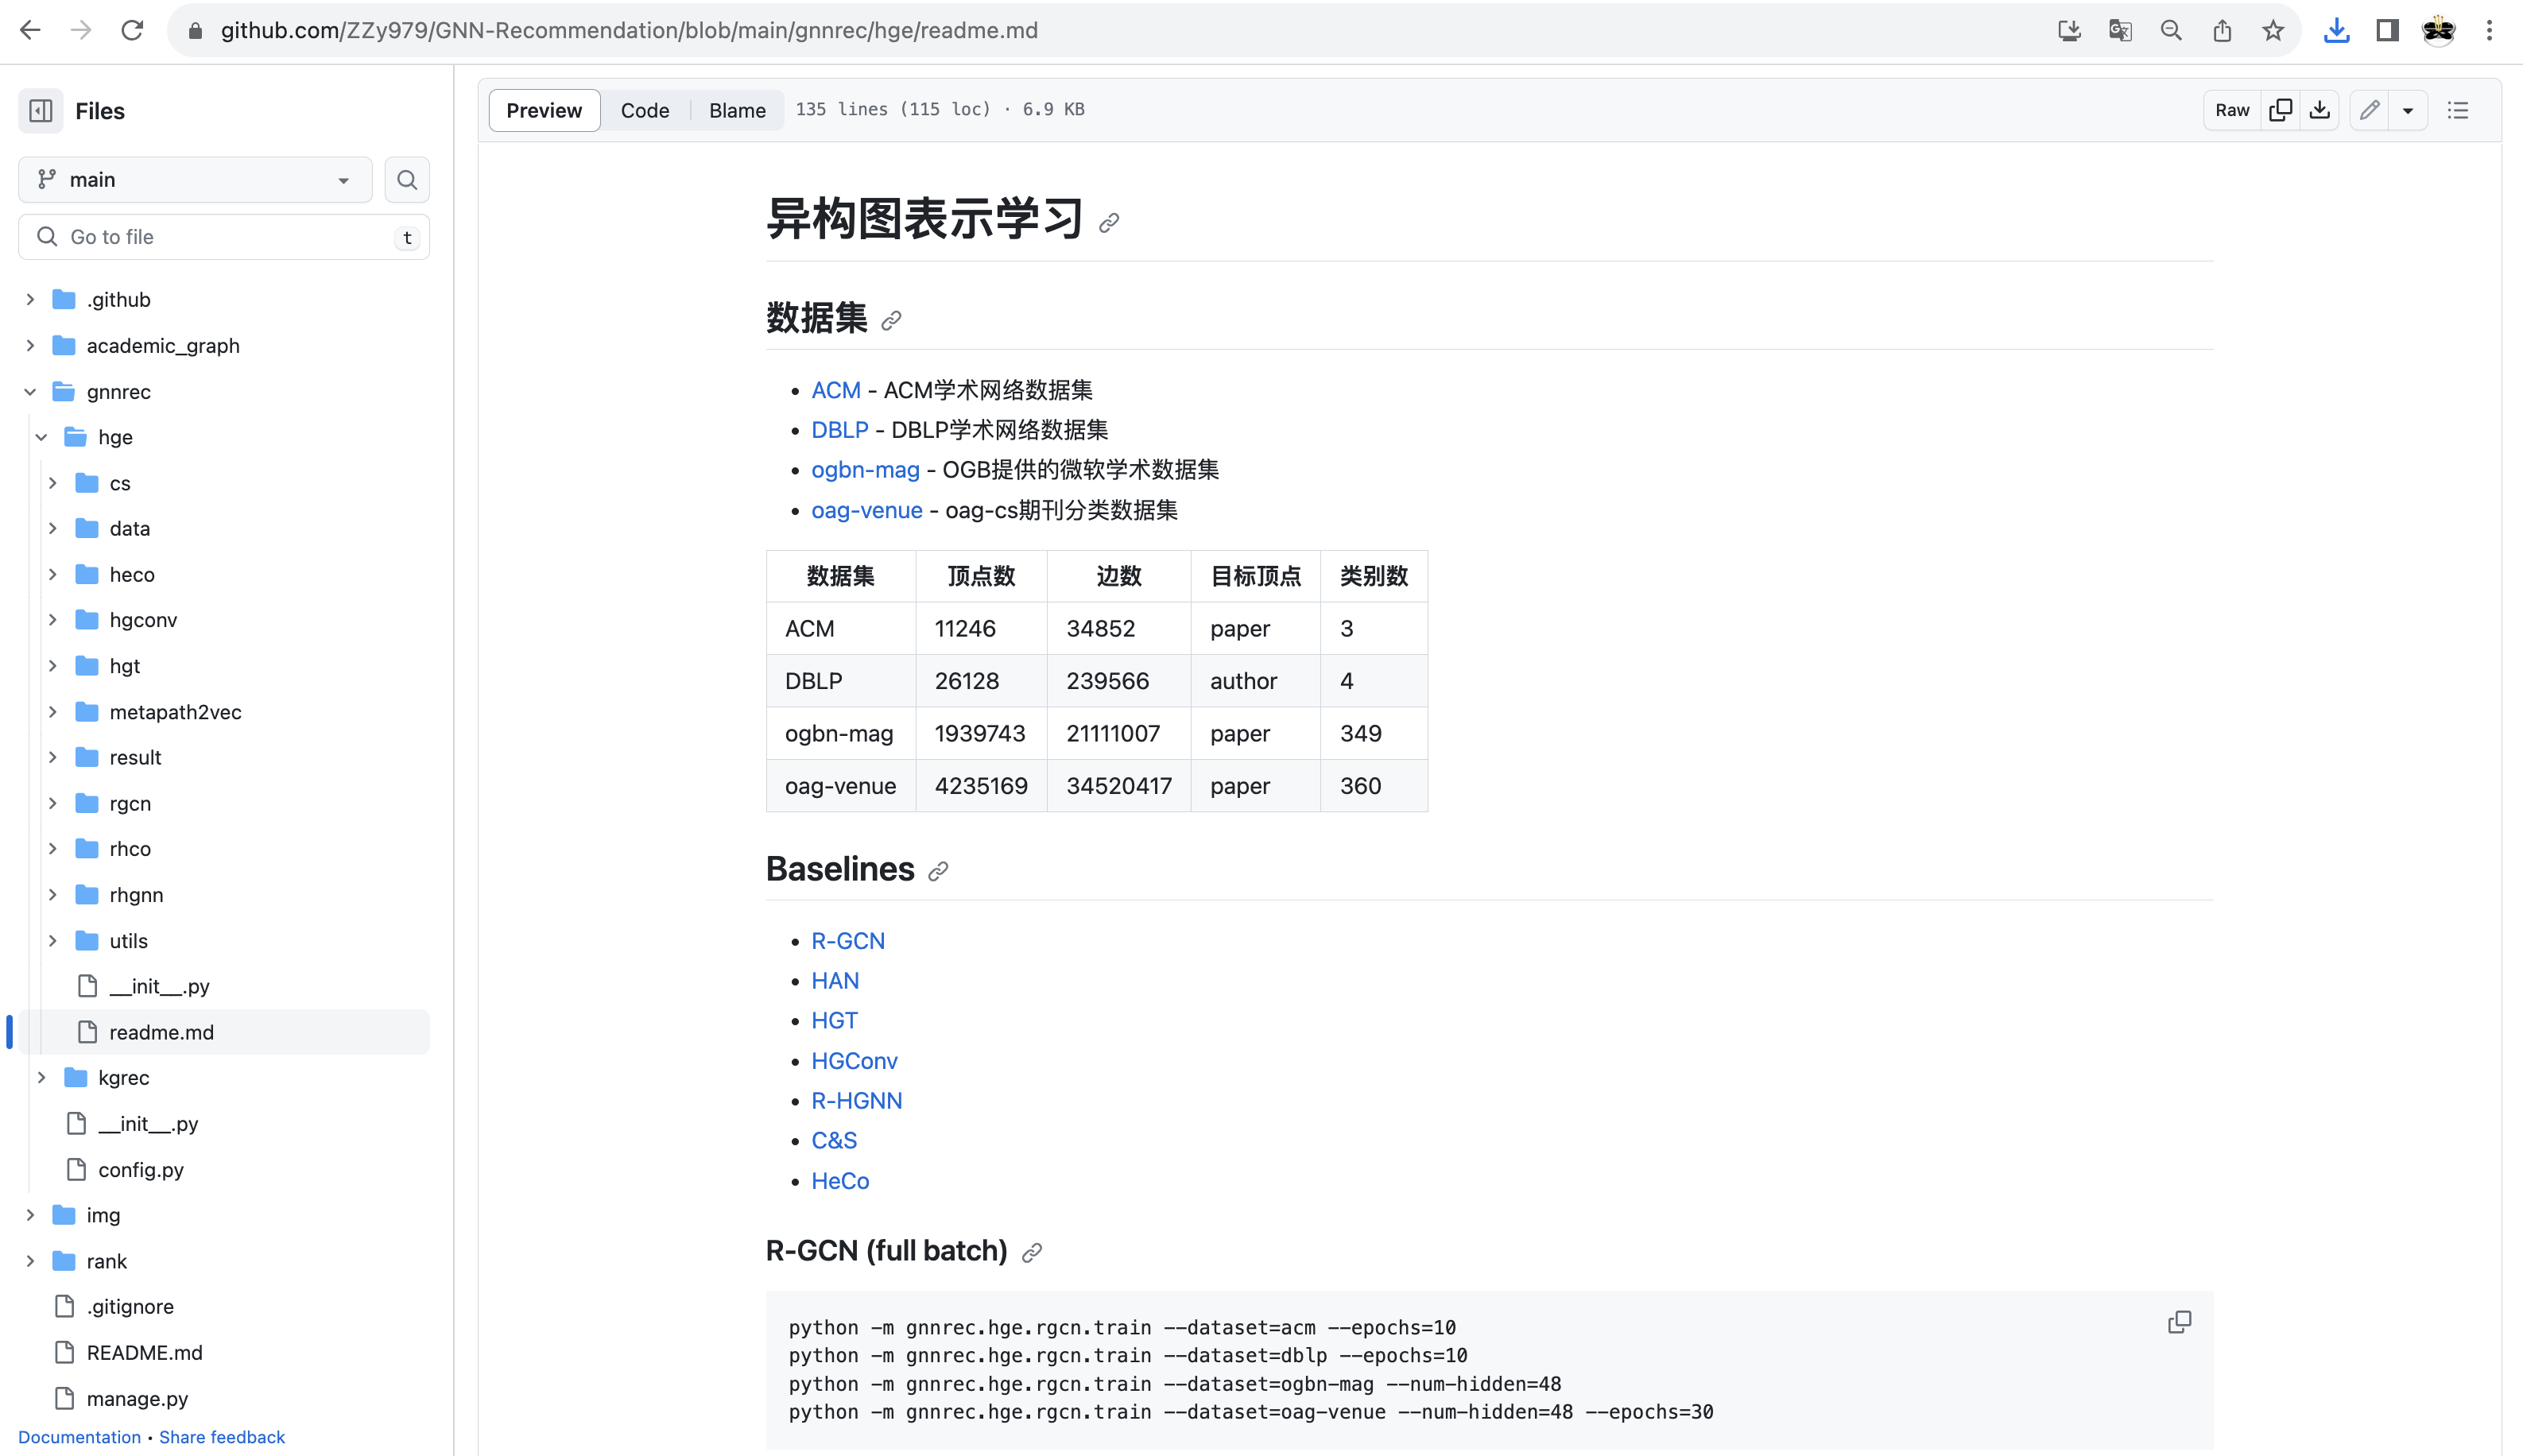 github.com/ZZy979/GNN-Recommendation/blob/main/gnnrec/hge/readme.md
Files
main
Go to file
t
.github
academic_graph
gnnrec
hge
cs
data
heco
hgconv
hgt
metapath2vec
result
rgcn
rhco
rhgnn
utils
__init__.py
readme.md
kgrec
__init__.py
config.py
img
rank
.gitignore
README.md
manage.py
Documentation • Share feedback
Preview Code Blame 135 lines (115 loc) · 6.9 KB Raw
异构图表示学习
数据集
• ACM - ACM学术网络数据集
• DBLP - DBLP学术网络数据集
• ogbn-mag - OGB提供的微软学术数据集
• oag-venue - oag-cs期刊分类数据集
数据集 顶点数 边数 目标顶点 类别数
ACM 11246 34852 paper 3
DBLP 26128 239566 author 4
ogbn-mag 1939743 21111007 paper 349
oag-venue 4235169 34520417 paper 360
Baselines
• R-GCN
• HAN
• HGT
• HGConv
• R-HGNN
• C&S
• HeCo
R-GCN (full batch)
python -m gnnrec.hge.rgcn.train --dataset=acm --epochs=10
python -m gnnrec.hge.rgcn.train --dataset=dblp --epochs=10
python -m gnnrec.hge.rgcn.train --dataset=ogbn-mag --num-hidden=48
python -m gnnrec.hge.rgcn.train --dataset=oag-venue --num-hidden=48 --epochs=30